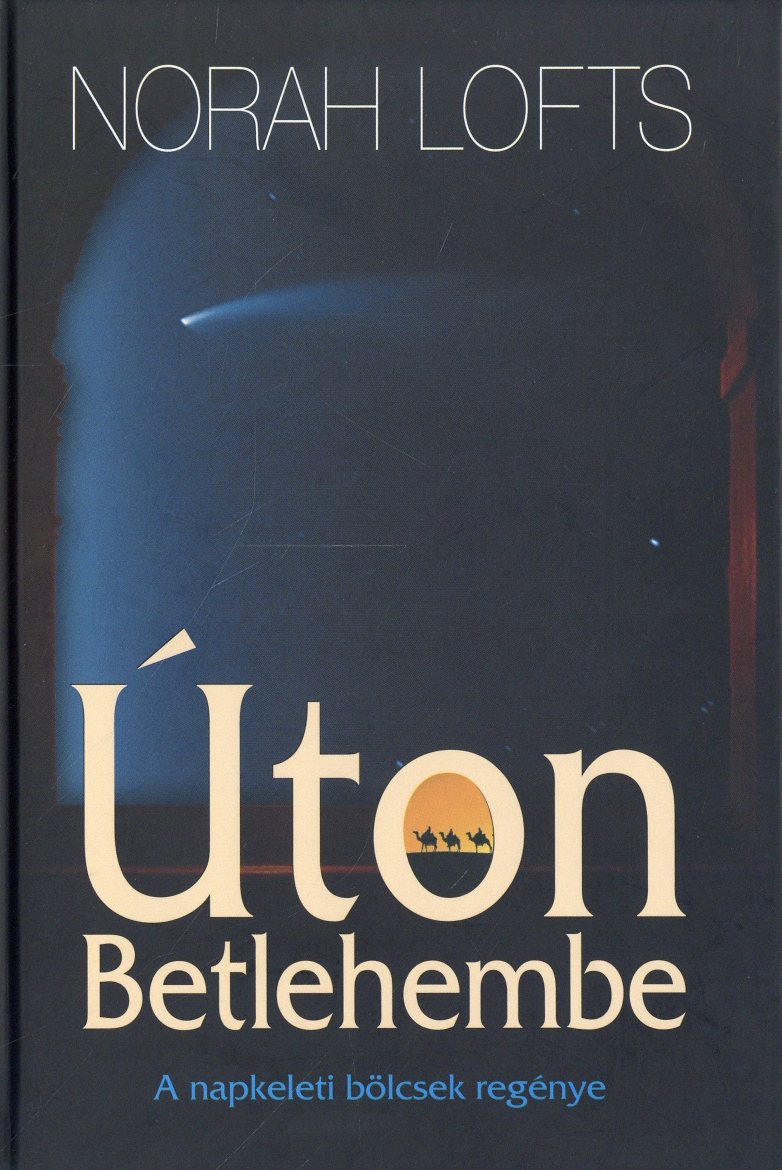 NORAH LOFTS
Úton
Betlehembe
A napkeleti bölcsek regénye